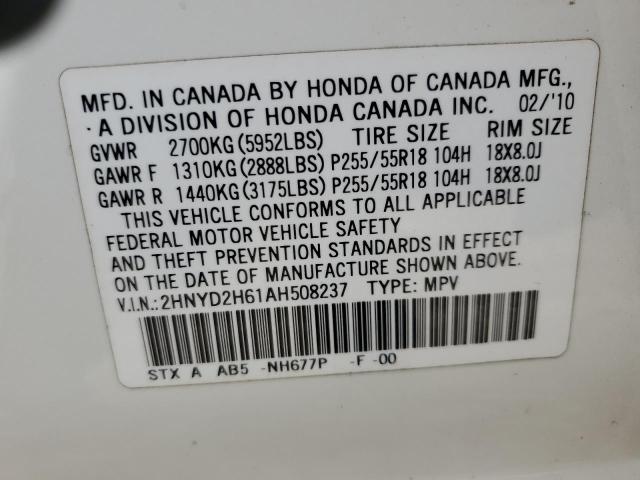 MFD. IN CANADA BY HONDA OF CANADA MFG.,
· A DIVISION OF HONDA CANADA INC. 02/'10
GVWR 2700KG(5952LBS) TIRE SIZE RIM SIZE
GAWR F 1310KG(2888LBS) P255/55R18 104H 18X8.0J
GAWR R 1440KG(3175LBS) P255/55R18 104H 18X8.0J
THIS VEHICLE CONFORMS TO ALL APPLICABLE
FEDERAL MOTOR VEHICLE SAFETY
AND THEFT PREVENTION STANDARDS IN EFFECT
ON THE DATE OF MANUFACTURE SHOWN ABOVE.
V.I.N.:2HNYD2H61AH508237 TYPE: MPV
STX A AB5 -NH677P -F -00